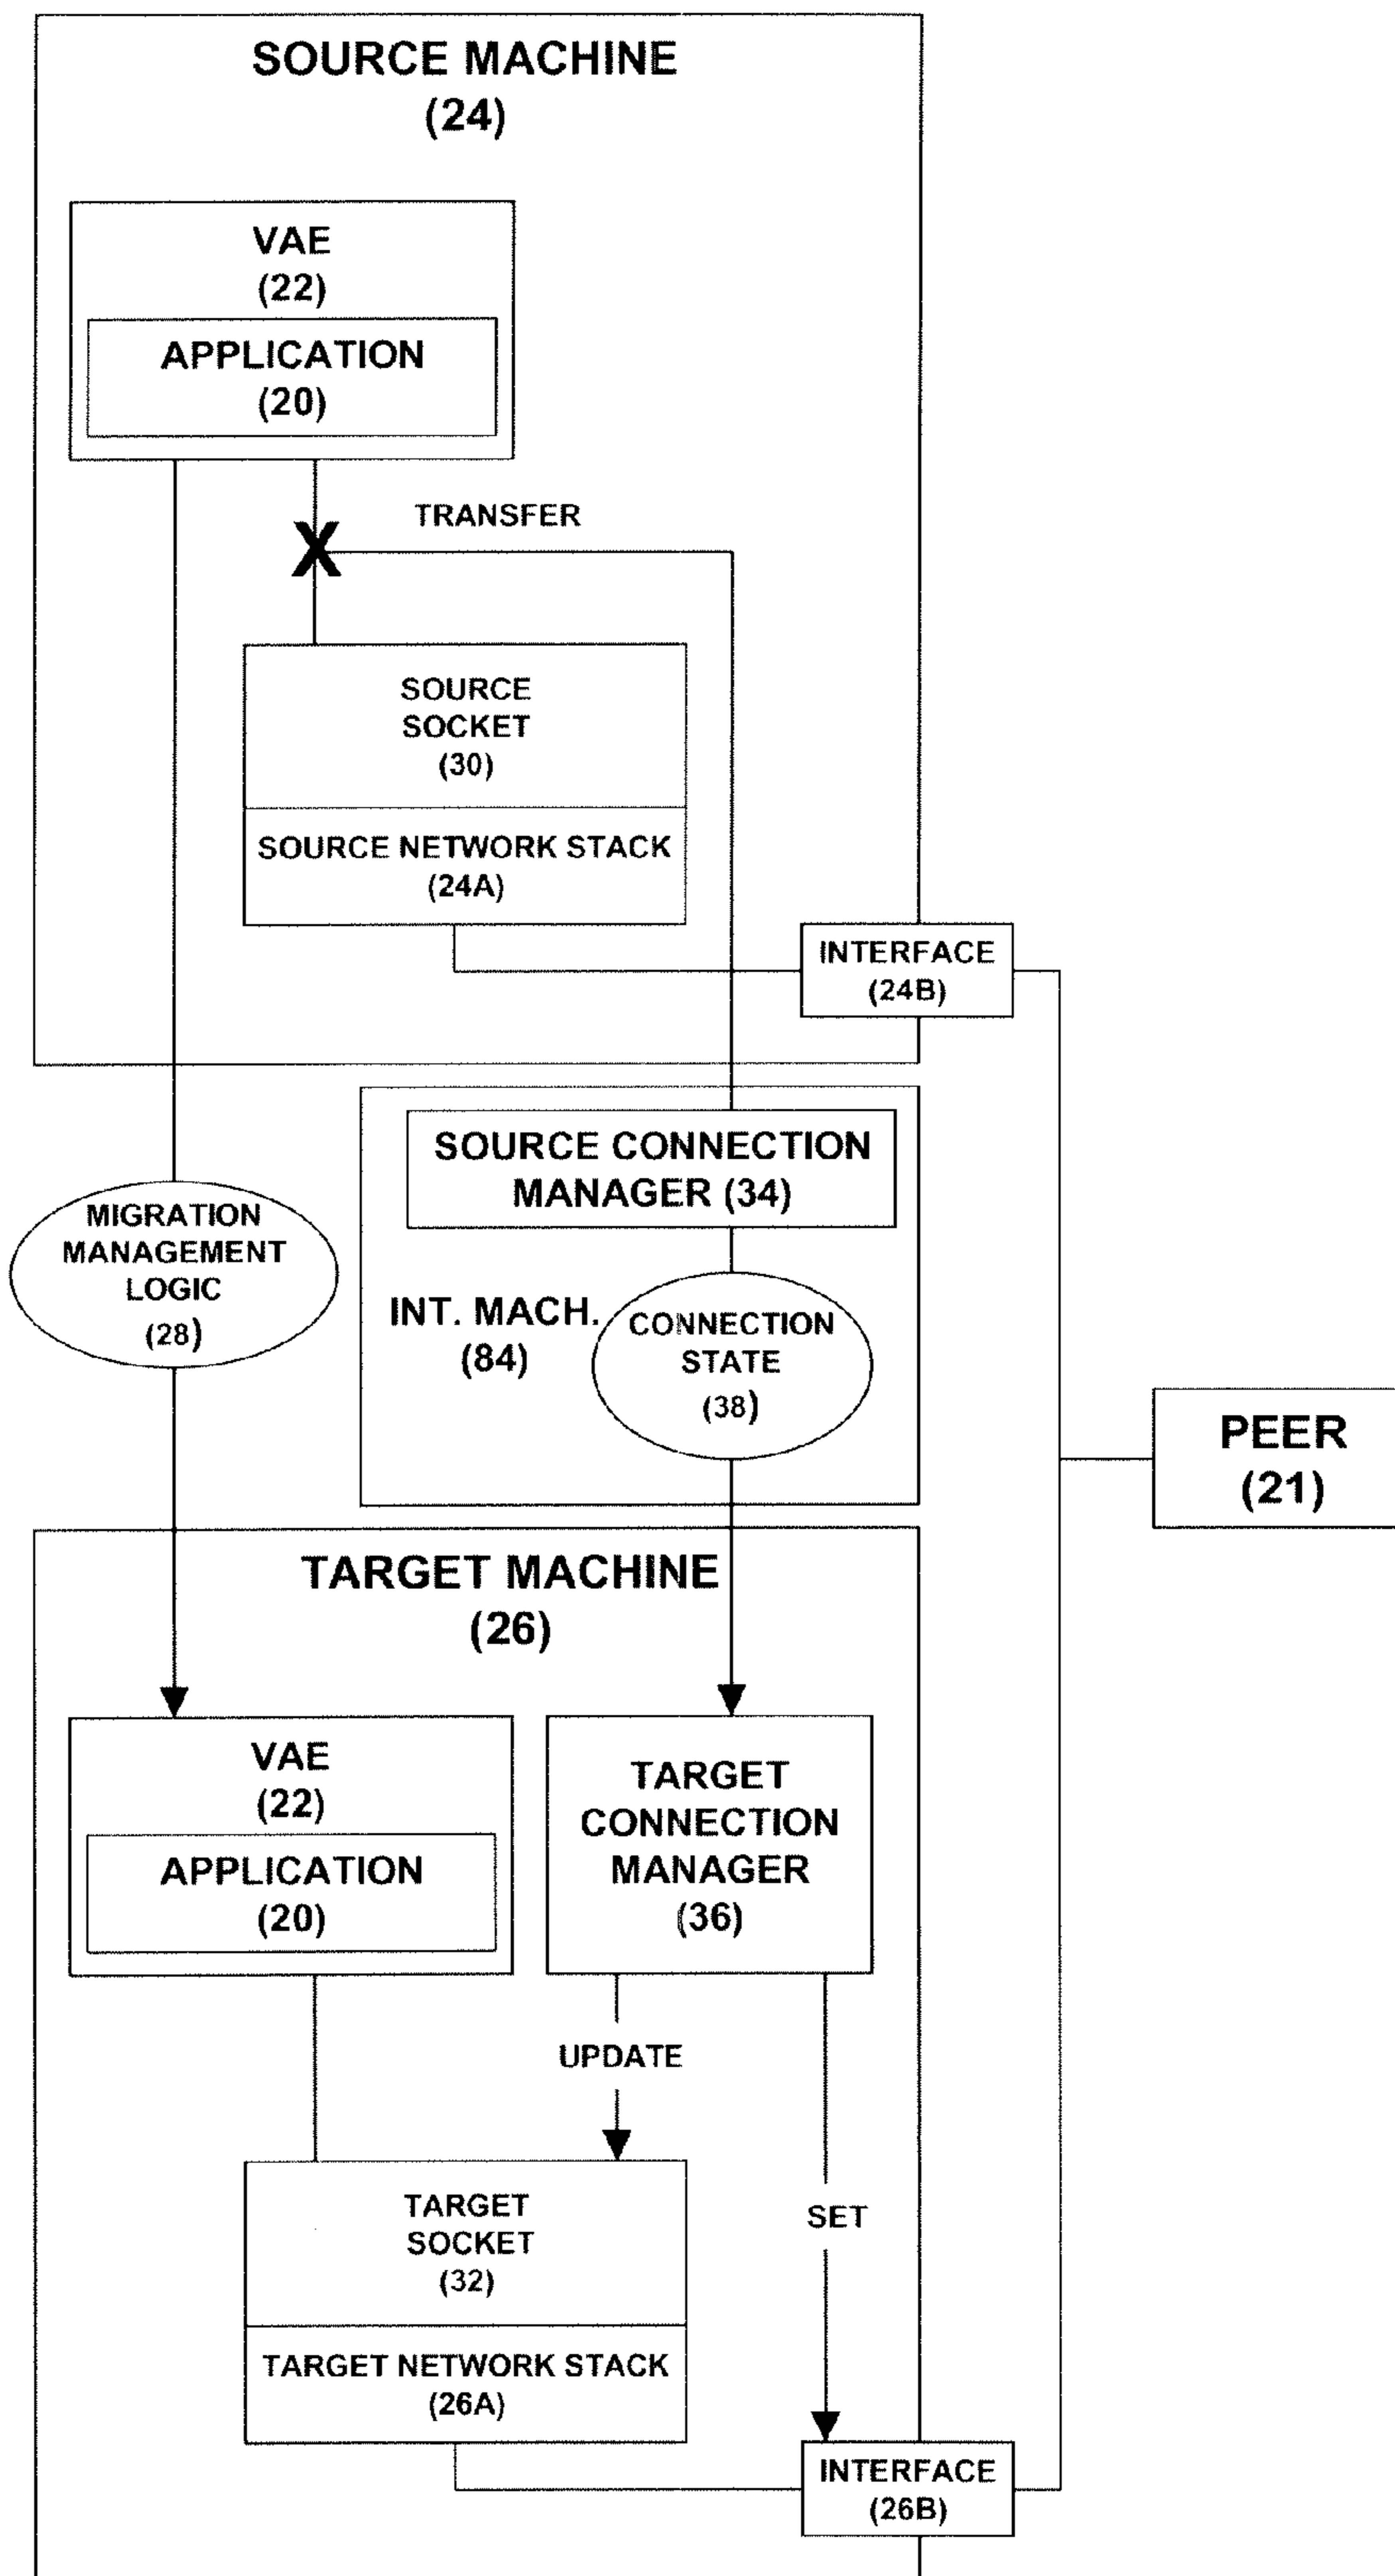 SOURCE MACHINE
(24)
VAE
(22)
APPLICATION
(20)
TRANSFER
X
SOURCE
SOCKET
(30)
SOURCE NETWORK STACK
(24A)
INTERFACE
(24B)
SOURCE CONNECTION
MANAGER (34)
MIGRATION
MANAGEMENT
LOGIC
(28)
INT. MACH.
(84)
CONNECTION
STATE
(38)
PEER
(21)
TARGET MACHINE
(26)
VAE
(22)
APPLICATION
(20)
TARGET
CONNECTION
MANAGER
(36)
UPDATE
SET
TARGET
SOCKET
(32)
TARGET NETWORK STACK
(26A)
INTERFACE
(26B)